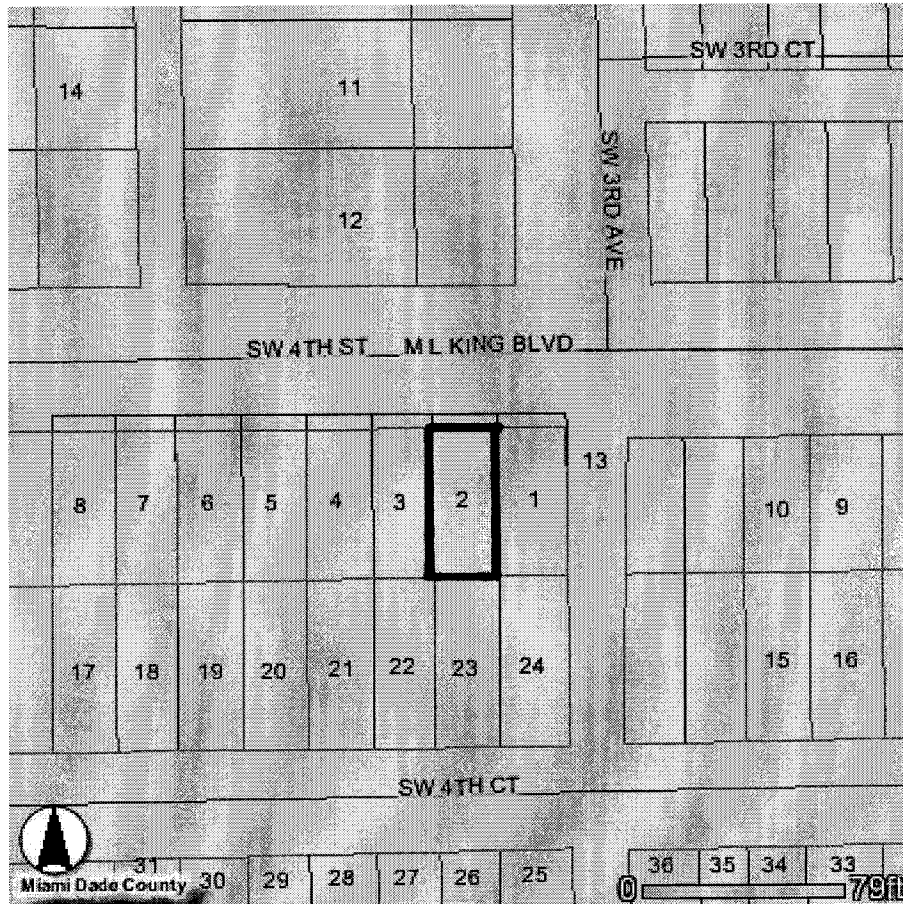 SW 3RD CT
14
11
SW 3RD AVE
12
SW 4TH ST M L KING BLVD
13
8 7 6 5 4 3 2 1
10 9
17 18 19 20 21 22 23 24
15 16
SW 4TH CT
31 30 29 28 27 26 25
36 35 34 33
Miami Dade County
0 79ft